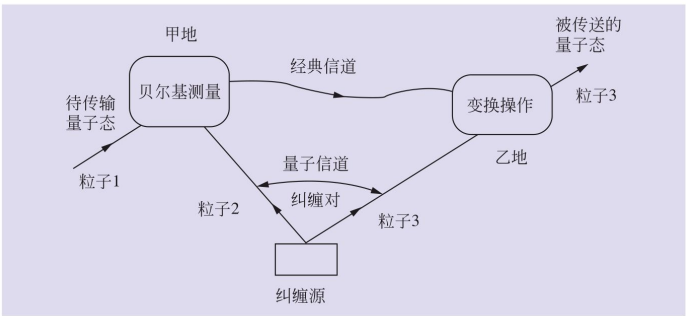 甲地
贝尔基测量
经典信道
被传送的
量子态
粒子3
变换操作
乙地
待传输
量子态
粒子1
量子信道
纠缠对
粒子2
粒子3
纠缠源